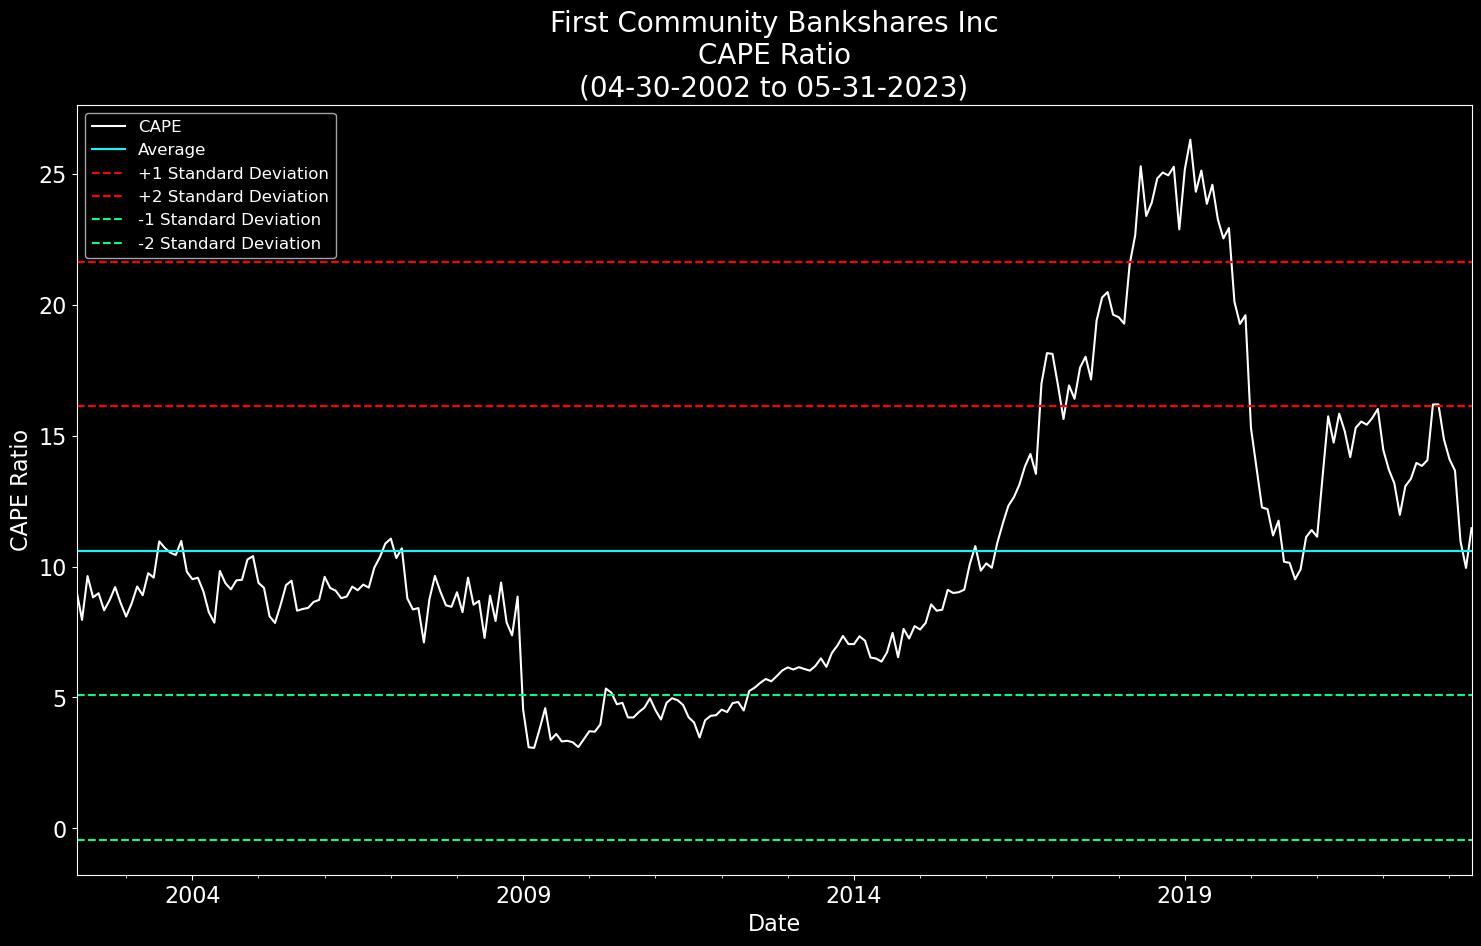 First Community Bankshares Inc
CAPE Ratio
(04-30-2002 to 05-31-2023)
CAPE
Average
+1 Standard Deviation
+2 Standard Deviation
-1 Standard Deviation
-2 Standard Deviation
25
20
15
10
5
0
CAPE Ratio
2004
2009
2014
2019
Date